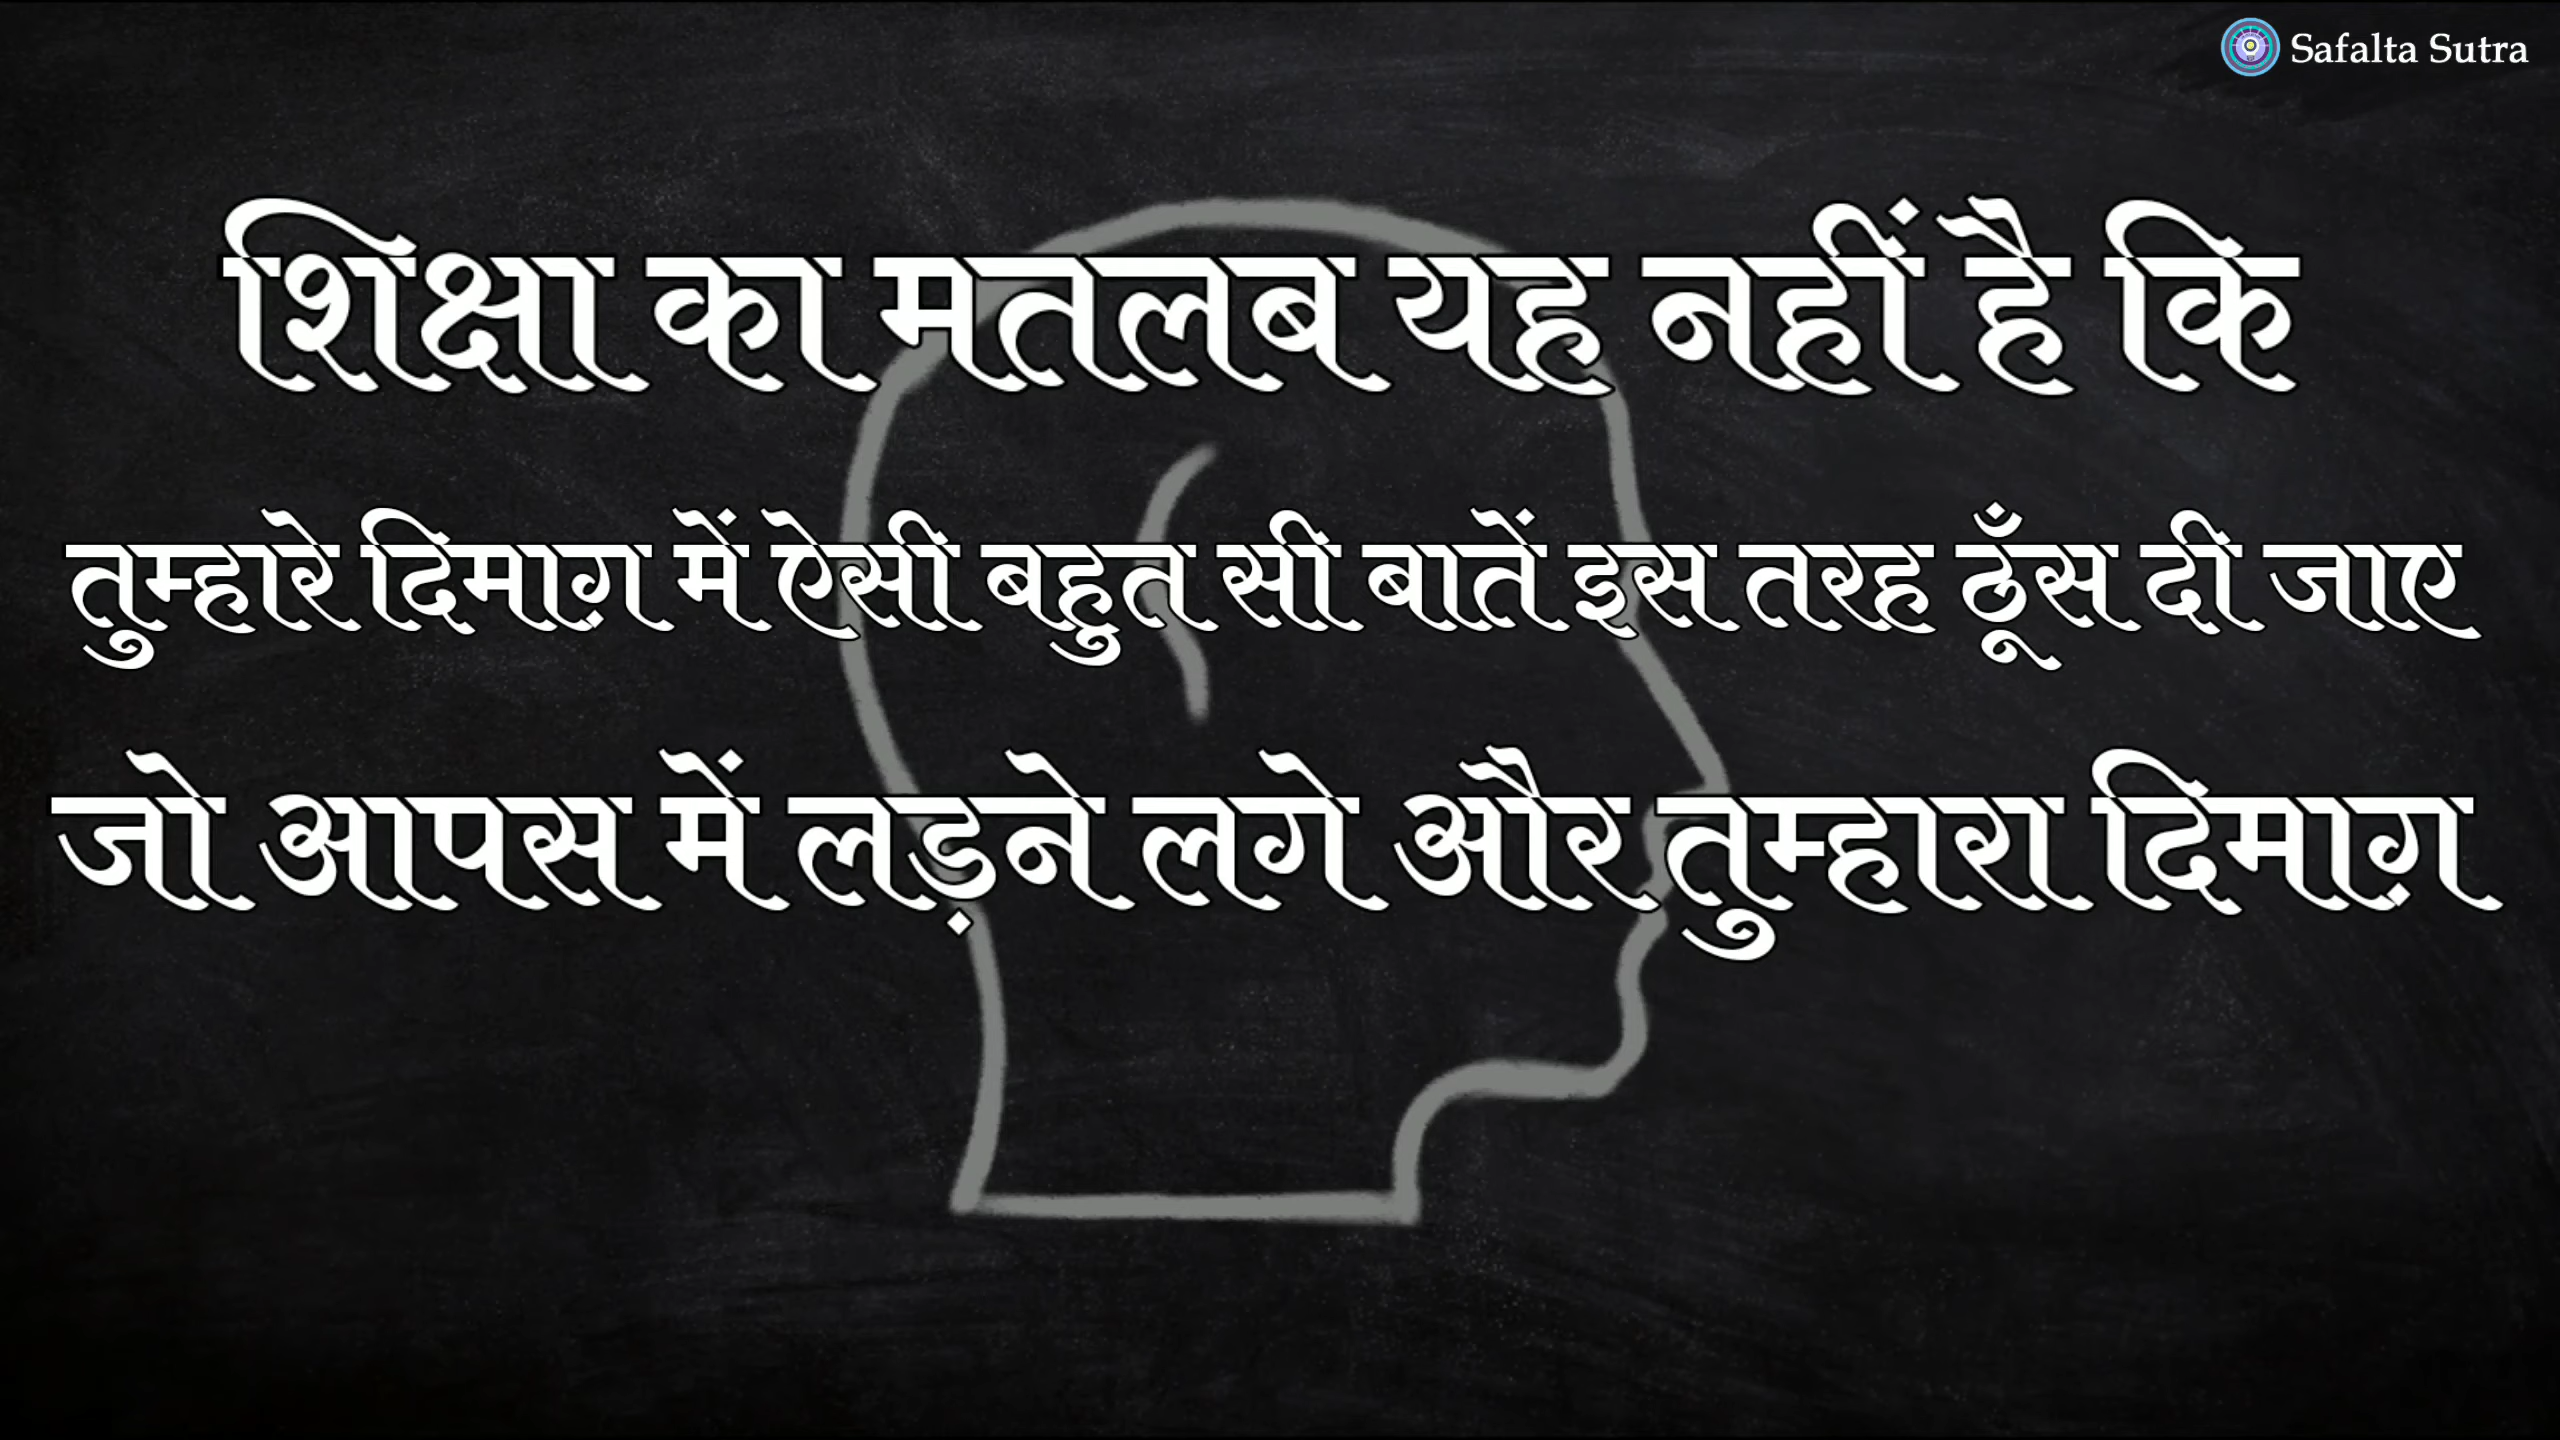 Safalta Sutra
शिक्षा का मतलब यह नहीं है कि
तुम्हारे दिमाग़ में ऐसी बहुत सी बातें इस तरह ठूँस दी जाए
जो आपस में लड़ने लगे और तुम्हारा दिमाग़